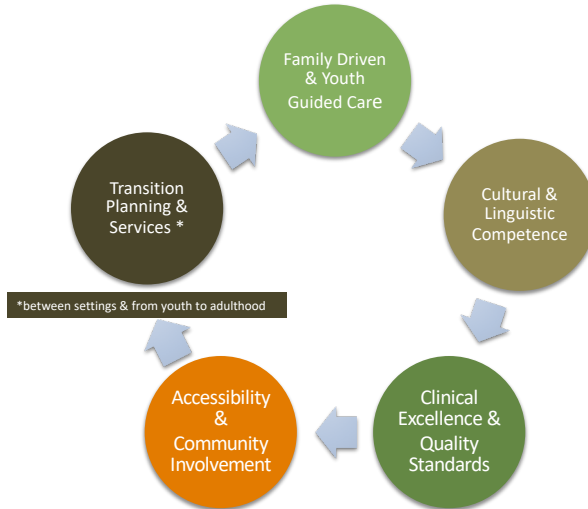 Family Driven
& Youth
Guided Care
Cultural &
Linguistic
Competence
Clinical
Excellence &
Quality
Standards
Accessibility
&
Community
Involvement
Transition
Planning &
Services *
*between settings & from youth to adulthood